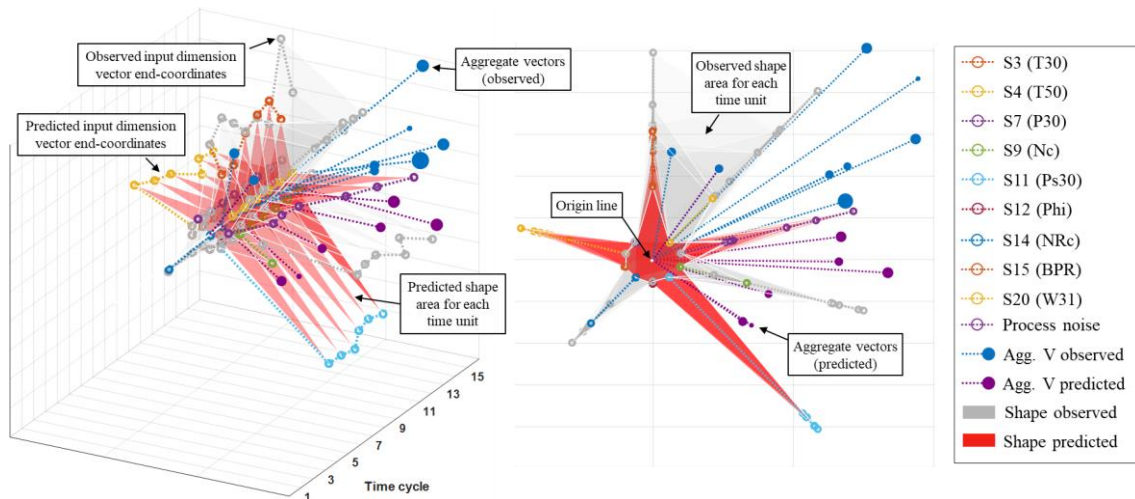 Observed input dimension
vector end-coordinates
Aggregate vectors
(observed)
Predicted input dimension
vector end-coordinates
Predicted shape
area for each
time unit
1
3
5
7
9
11
13
15
Time cycle
Observed shape
area for each
time unit
Origin line
Aggregate vectors
(predicted)
S3 (T30)
S4 (T50)
S7 (P30)
S9 (Nc)
S11 (Ps30)
S12 (Phi)
S14 (NRc)
S15 (BPR)
S20 (W31)
Process noise
Agg. V observed
Agg. V predicted
Shape observed
Shape predicted